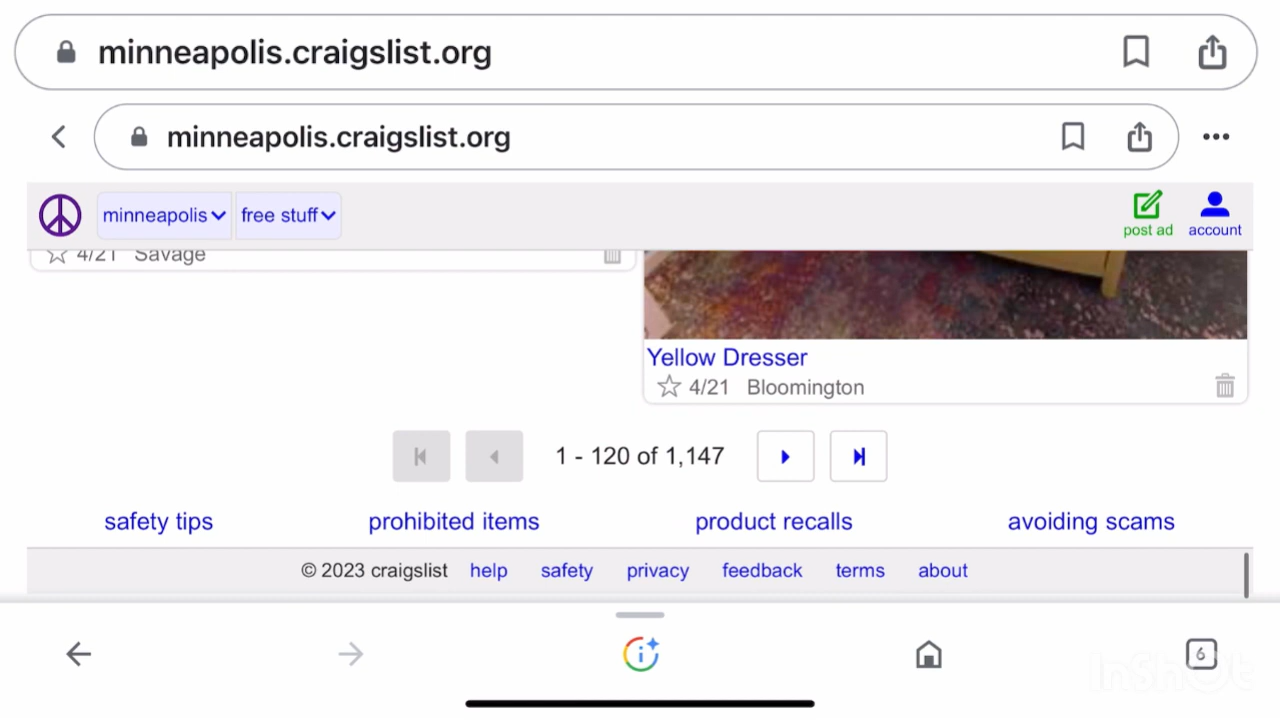 minneapolis.craigslist.org
minneapolis.craigslist.org
minneapolis free stuff post ad account
4/21 Savage
Yellow Dresser
4/21 Bloomington
1 - 120 of 1,147
safety tips prohibited items product recalls avoiding scams
© 2023 craigslist help safety privacy feedback terms about
6
InShOt